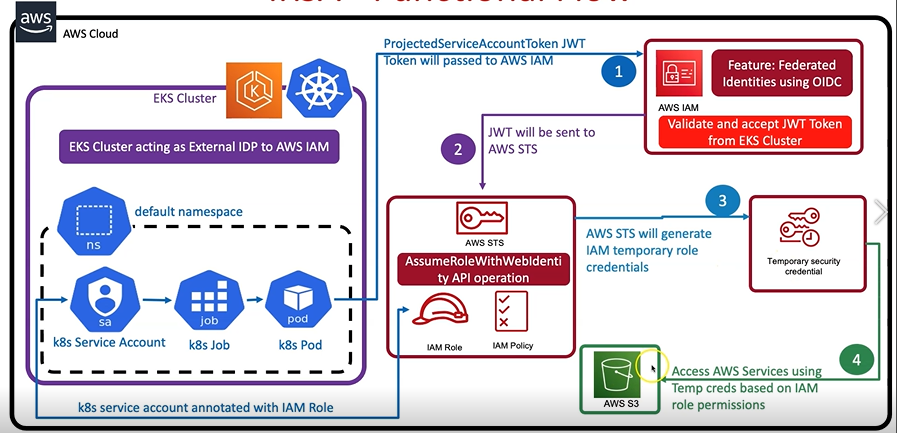 aws
AWS Cloud
ProjectedServiceAccountToken JWT
Token will passed to AWS IAM
1
Feature: Federated
Identities using OIDC
AWS IAM
Validate and accept JWT Token
from EKS Cluster
EKS Cluster
K
EKS Cluster acting as External IDP to AWS IAM
2
JWT will be sent to
AWS STS
ns
default namespace
sa
job
pod
k8s Service Account
k8s Job
k8s Pod
k8s service account annotated with IAM Role
AWS STS
AssumeRoleWithWebIdenti
ty API operation
IAM Role
IAM Policy
3
AWS STS will generate
IAM temporary role
credentials
Temporary security
credential
4
Access AWS Services using
Temp creds based on IAM
role permissions
AWS S3